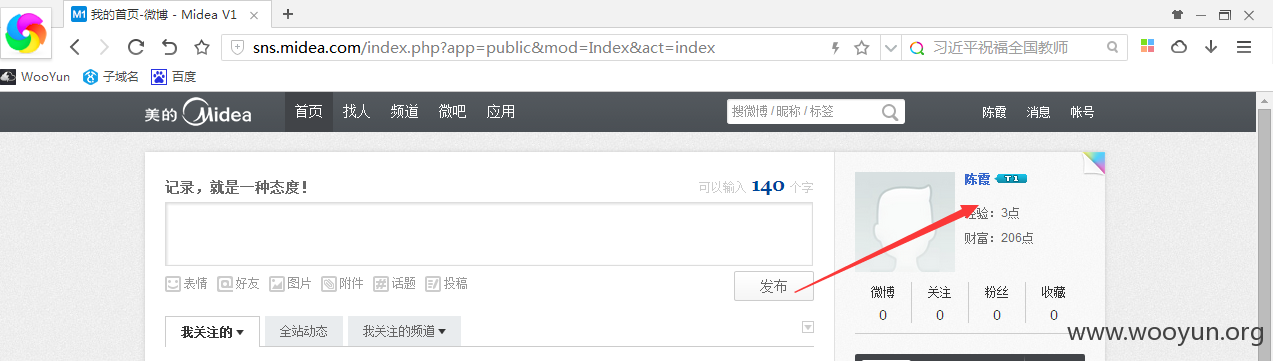 我的首页-微博 - Midea V1
sns.midea.com/index.php?app=public&mod=Index&act=index
习近平祝福全国教师
WooYun 子域名 百度
美的 Midea 首页 找人 频道 微吧 应用 搜微博 / 昵称 / 标签 陈霞 消息 帐号
记录，就是一种态度！ 可以输入 140 个字
陈霞 T1
经验：3点
财富：206点
表情 @好友 图片 附件 #话题 投稿 发布
微博 关注 粉丝 收藏
0 0 0 0
我关注的 全站动态 我关注的频道
www.wooyun.org